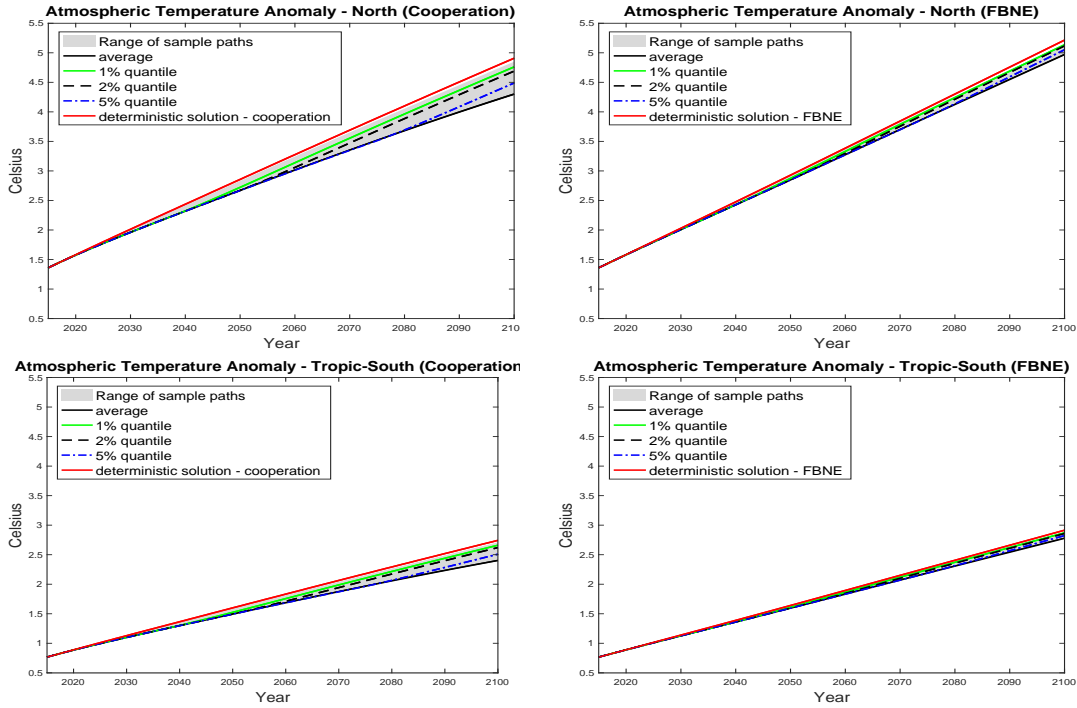 Atmospheric Temperature Anomaly - North (Cooperation)
5.5
5
4.5
4
3.5
3
2.5
2
1.5
1
0.5
Celsius
Range of sample paths
average
1% quantile
2% quantile
5% quantile
deterministic solution - cooperation
2020 2030 2040 2050 2060 2070 2080 2090 2100
Year
Atmospheric Temperature Anomaly - North (FBNE)
5.5
5
4.5
4
3.5
3
2.5
2
1.5
1
0.5
Celsius
Range of sample paths
average
1% quantile
2% quantile
5% quantile
deterministic solution - FBNE
2020 2030 2040 2050 2060 2070 2080 2090 2100
Year
Atmospheric Temperature Anomaly - Tropic-South (Cooperation
5.5
5
4.5
4
3.5
3
2.5
2
1.5
1
0.5
Celsius
Range of sample paths
average
1% quantile
2% quantile
5% quantile
deterministic solution - cooperation
2020 2030 2040 2050 2060 2070 2080 2090 2100
Year
Atmospheric Temperature Anomaly - Tropic-South (FBNE)
5.5
5
4.5
4
3.5
3
2.5
2
1.5
1
0.5
Celsius
Range of sample paths
average
1% quantile
2% quantile
5% quantile
deterministic solution - FBNE
2020 2030 2040 2050 2060 2070 2080 2090 2100
Year